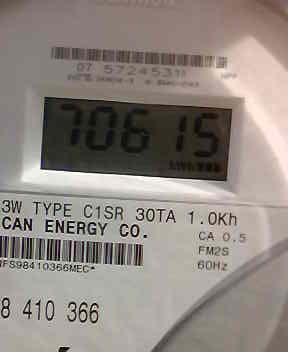 07 57245311
70615
kWh
3W TYPE C1SR 30TA 1.0Kh
CAN ENERGY CO.
CA 0.5
FM2S
60Hz
FS98410366MEC*
8 410 366